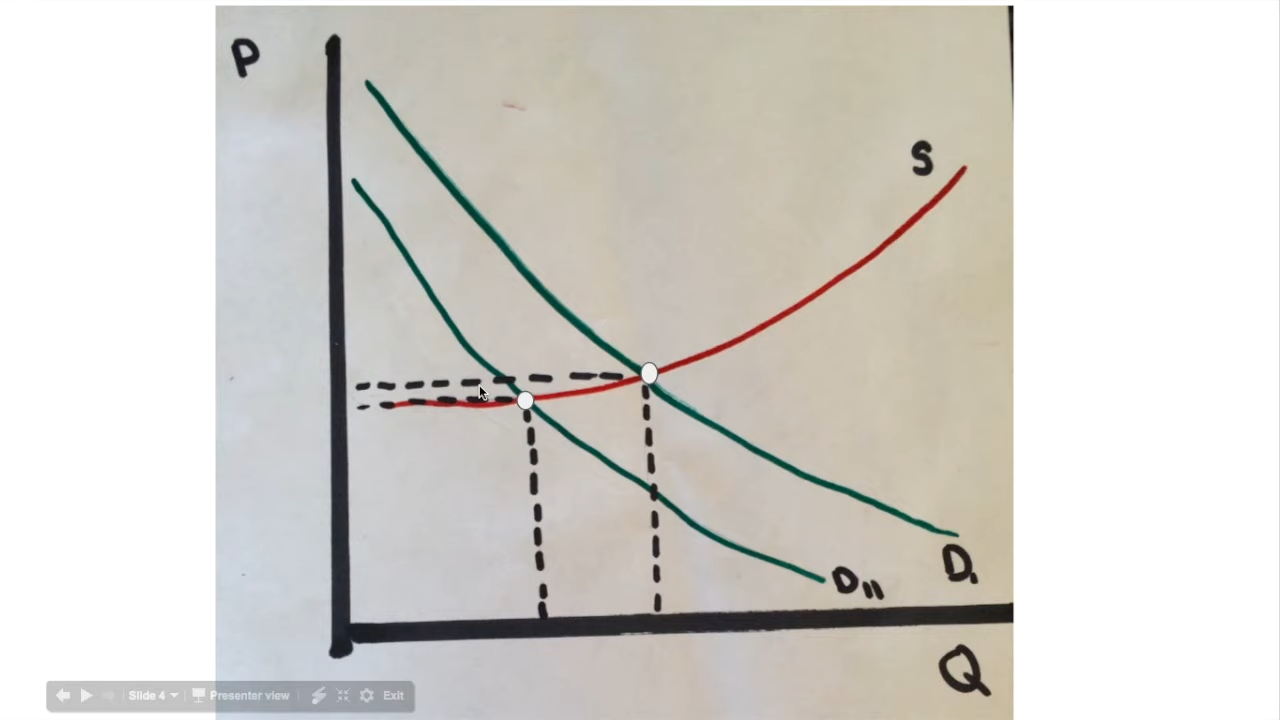 P
S
D₁
D₁₁
Q
Slide 4
Presenter view
Exit